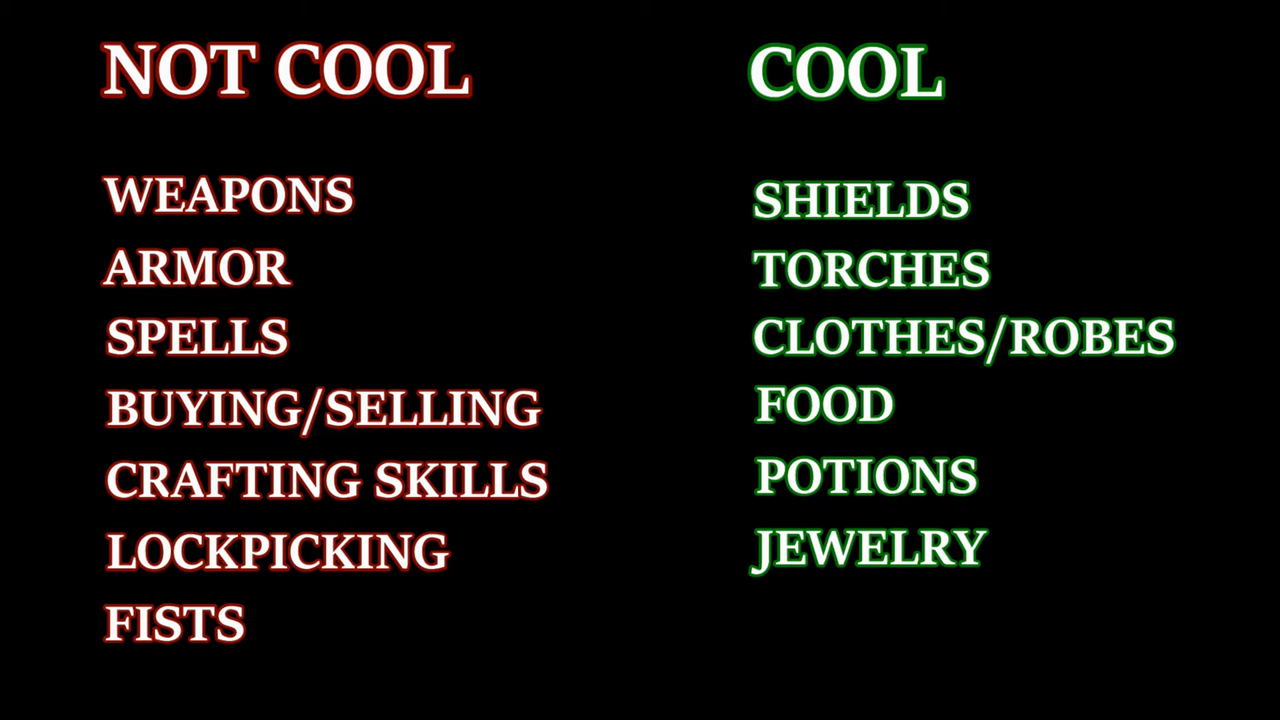 NOT COOL
WEAPONS
ARMOR
SPELLS
BUYING/SELLING
CRAFTING SKILLS
LOCKPICKING
FISTS
COOL
SHIELDS
TORCHES
CLOTHES/ROBES
FOOD
POTIONS
JEWELRY